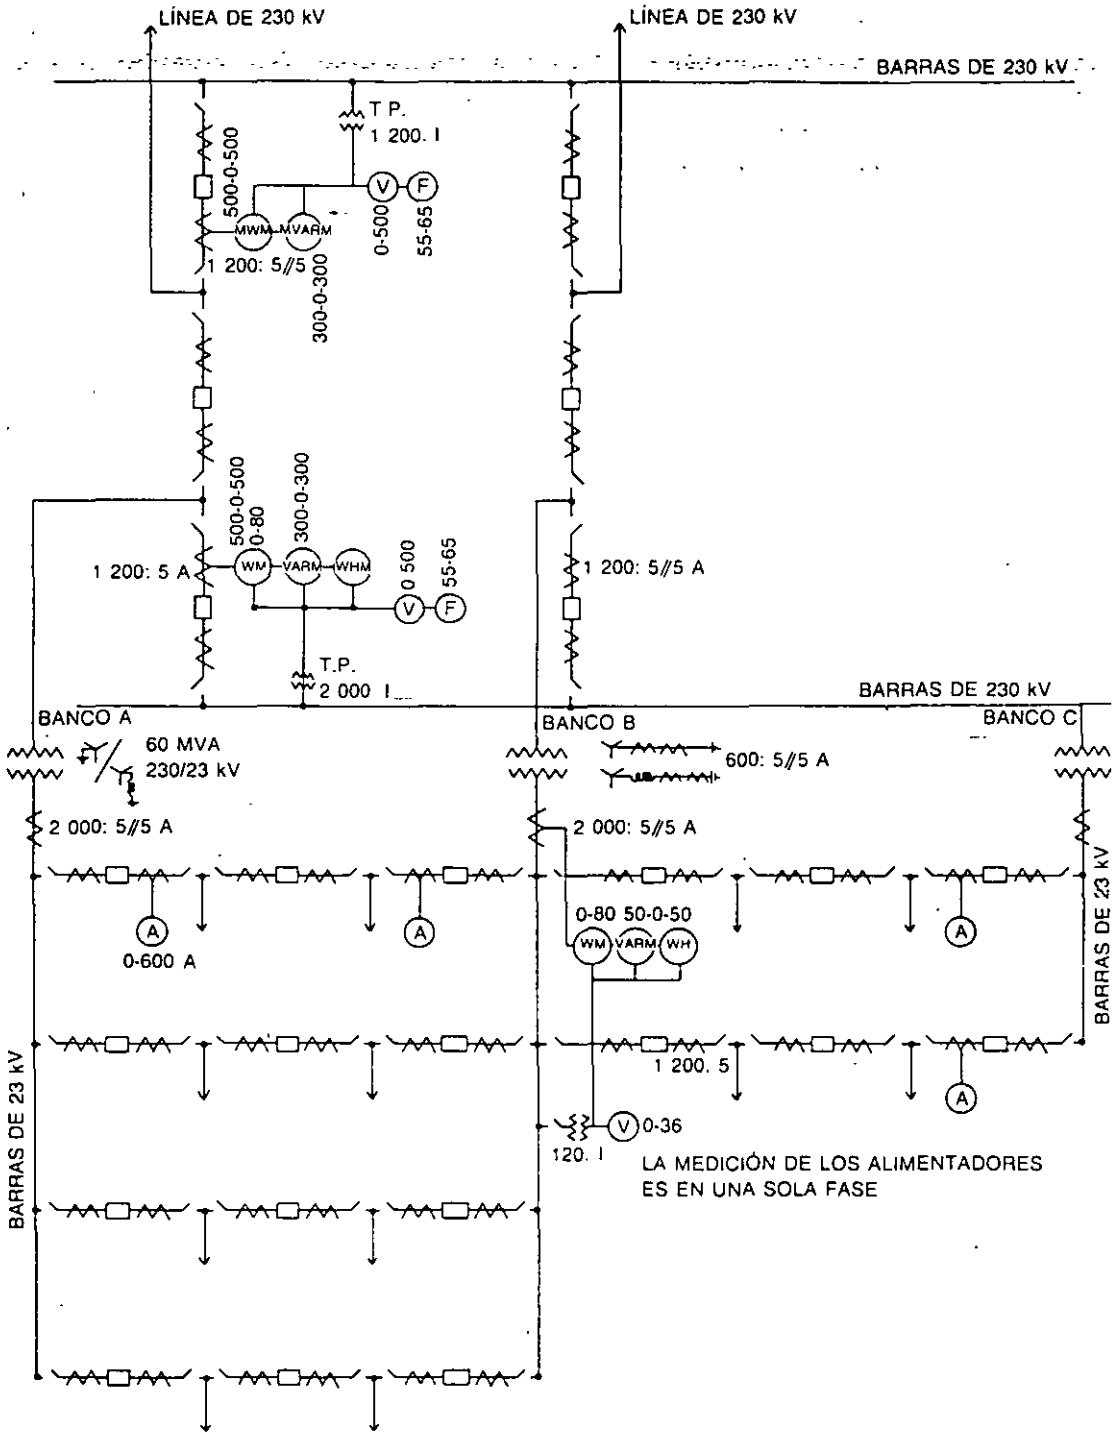 LÍNEA DE 230 kV
LÍNEA DE 230 kV
BARRAS DE 230 kV
T P.
1 200. I
500-0-500
V
F
MWM
MVARM
0-500
55-65
1 200: 5//5
300-0-300
500-0-500
0-80
300-0-300
1 200: 5 A
WM
VARM
WHM
0 500
55-65
V
F
1 200: 5//5 A
T.P.
2 000 I
BARRAS DE 230 kV
BANCO A
BANCO B
BANCO C
60 MVA
230/23 kV
600: 5//5 A
2 000: 5//5 A
2 000: 5//5 A
BARRAS DE 23 kV
A
0-600 A
A
0-80
50-0-50
WM
VARM
WH
A
1 200. 5
A
BARRAS DE 23 kV
V
0-36
120. I
LA MEDICIÓN DE LOS ALIMENTADORES
ES EN UNA SOLA FASE